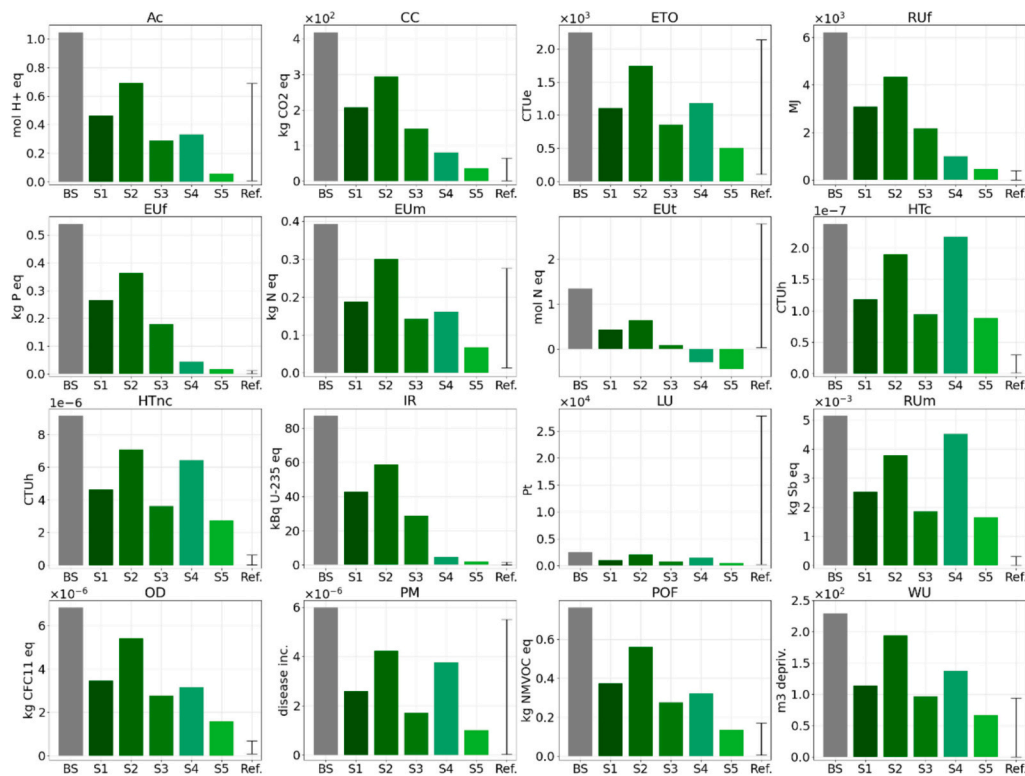 Ac
mol H+ eq
1.0
0.8
0.6
0.4
0.2
0.0
BS S1 S2 S3 S4 S5 Ref.
CC
×10²
kg CO2 eq
4
2
0
BS S1 S2 S3 S4 S5 Ref.
ETO
×10³
CTUe
2.0
1.5
1.0
0.5
0.0
BS S1 S2 S3 S4 S5 Ref.
RUf
×10³
MJ
6
4
2
0
BS S1 S2 S3 S4 S5 Ref.
EUf
kg P eq
0.5
0.4
0.3
0.2
0.1
0.0
BS S1 S2 S3 S4 S5 Ref.
EUm
kg N eq
0.4
0.3
0.2
0.1
0.0
BS S1 S2 S3 S4 S5 Ref.
EUt
mol N eq
2
1
0
BS S1 S2 S3 S4 S5 Ref.
HTc
1e-7
CTUh
2.0
1.5
1.0
0.5
0.0
BS S1 S2 S3 S4 S5 Ref.
HTnc
1e-6
CTUh
8
6
4
2
0
BS S1 S2 S3 S4 S5 Ref.
IR
kBq U-235 eq
80
60
40
20
0
BS S1 S2 S3 S4 S5 Ref.
LU
×10⁴
Pt
2.5
2.0
1.5
1.0
0.5
0.0
BS S1 S2 S3 S4 S5 Ref.
RUm
×10⁻³
kg Sb eq
5
4
3
2
1
0
BS S1 S2 S3 S4 S5 Ref.
OD
×10⁻⁶
kg CFC11 eq
6
4
2
0
BS S1 S2 S3 S4 S5 Ref.
PM
×10⁻⁶
disease inc.
6
4
2
0
BS S1 S2 S3 S4 S5 Ref.
POF
kg NMVOC eq
0.6
0.4
0.2
0.0
BS S1 S2 S3 S4 S5 Ref.
WU
×10²
m3 depriv.
2.5
2.0
1.5
1.0
0.5
0.0
BS S1 S2 S3 S4 S5 Ref.